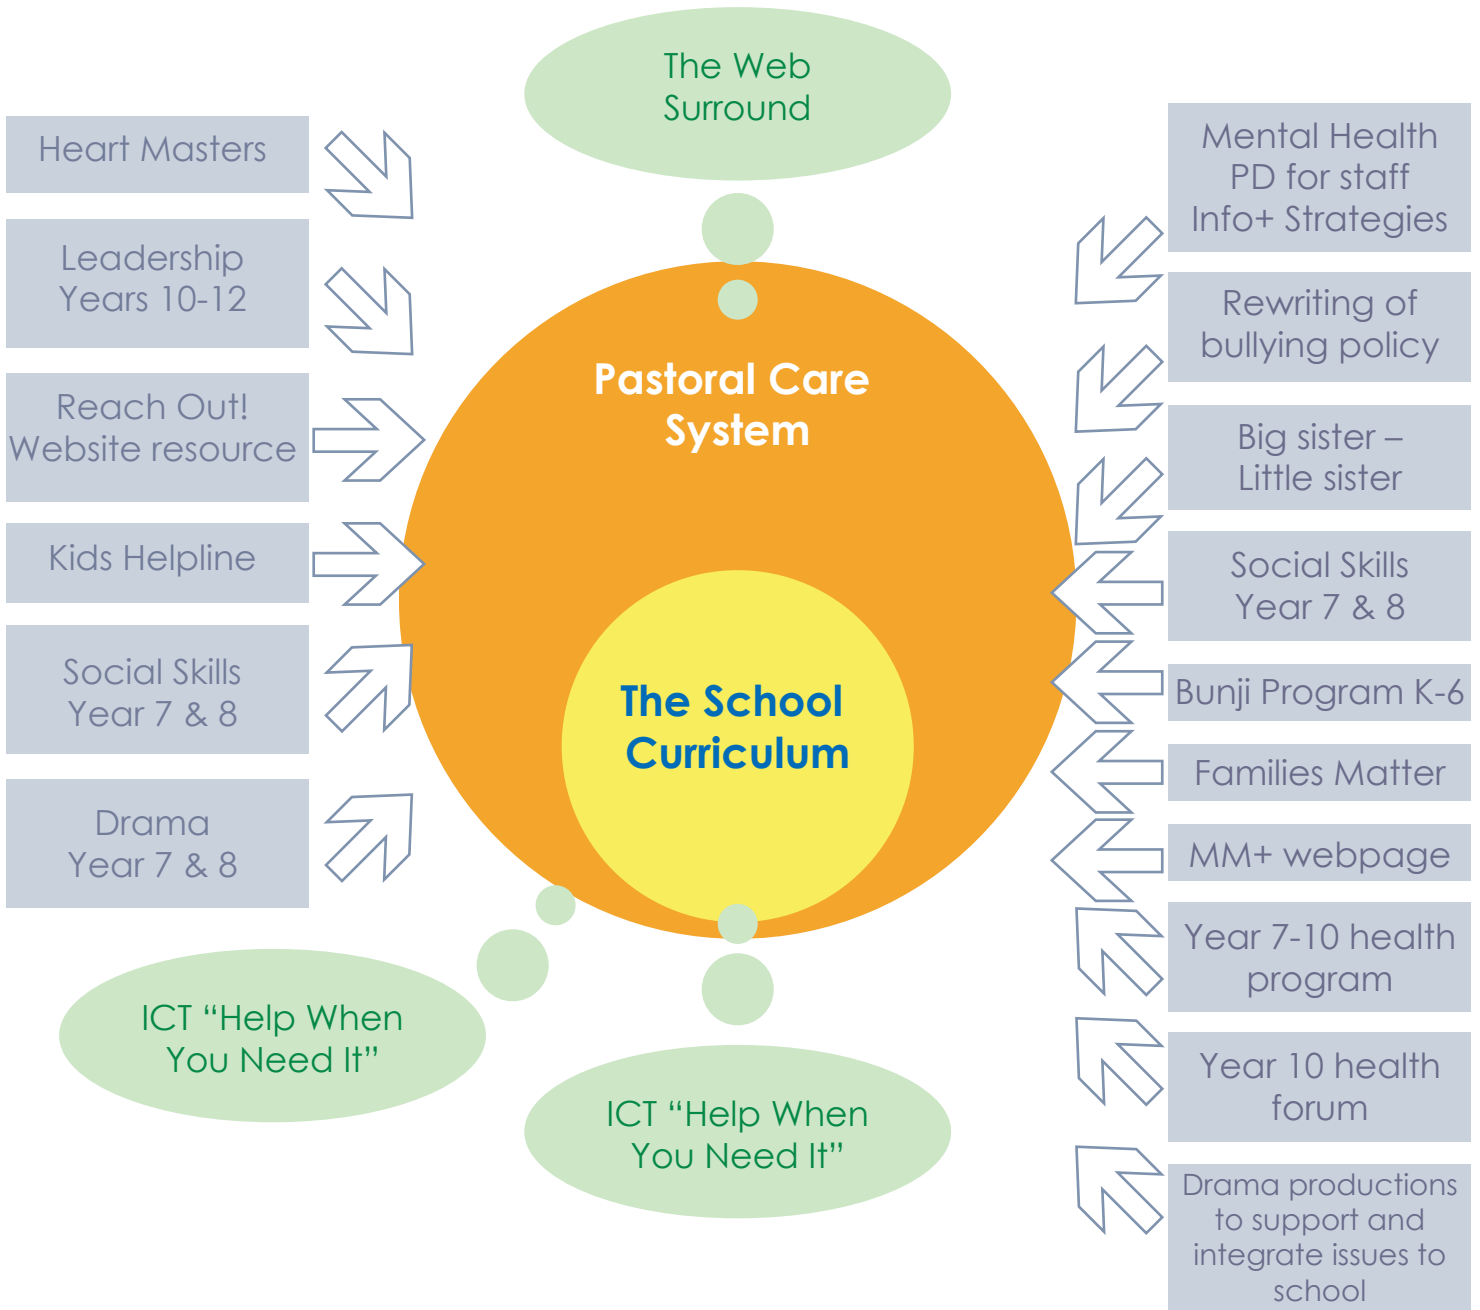 The Web
Surround
Heart Masters
Leadership
Years 10-12
Reach Out!
Website resource
Kids Helpline
Social Skills
Year 7 & 8
Drama
Year 7 & 8
Pastoral Care
System
The School
Curriculum
Mental Health
PD for staff
Info+ Strategies
Rewriting of
bullying policy
Big sister –
Little sister
Social Skills
Year 7 & 8
Bunji Program K-6
Families Matter
MM+ webpage
Year 7-10 health
program
Year 10 health
forum
Drama productions
to support and
integrate issues to
school
ICT “Help When
You Need It”
ICT “Help When
You Need It”